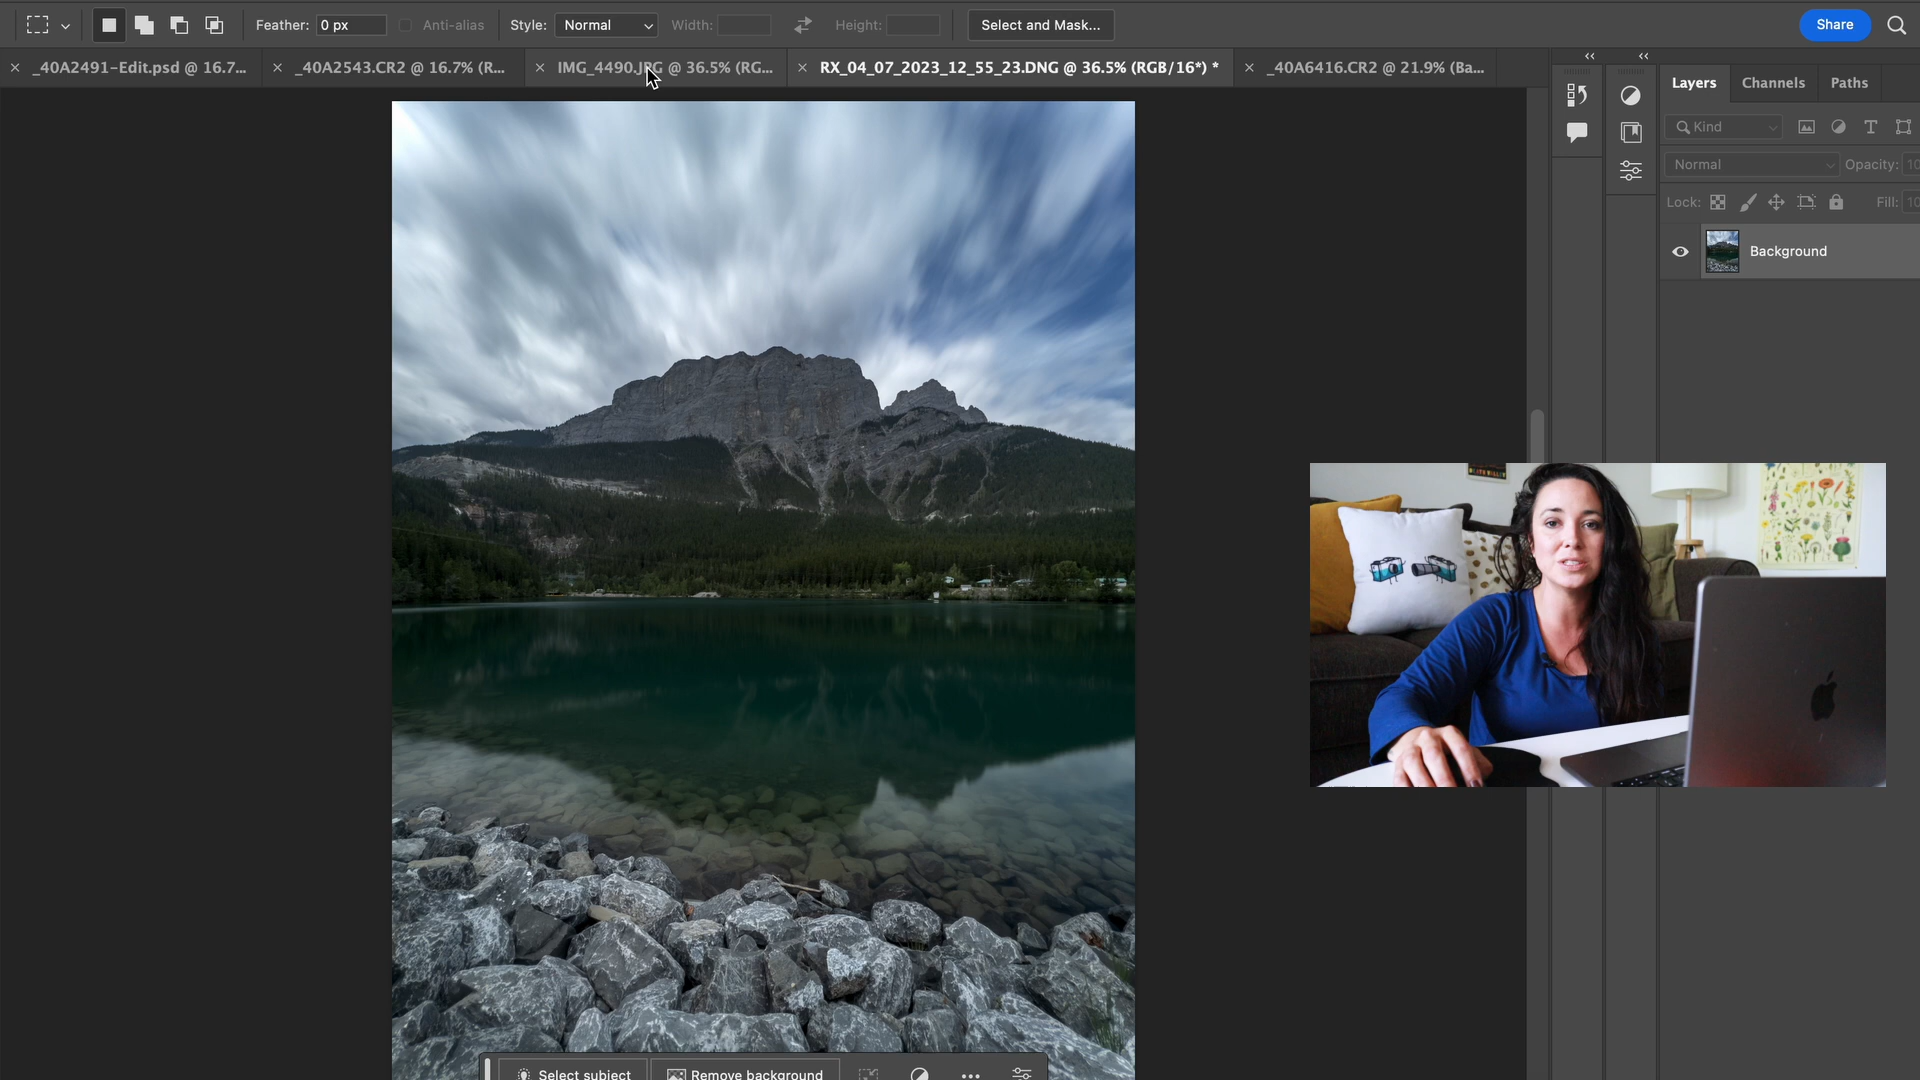 Feather: 0 px Anti-alias Style: Normal Width: Height: Select and Mask... Share
_40A2491-Edit.psd @ 16.7... _40A2543.CR2 @ 16.7% (R... IMG_4490.JPG @ 36.5% (RG... RX_04_07_2023_12_55_23.DNG @ 36.5% (RGB/16*) * _40A6416.CR2 @ 21.9% (Ba...
Layers Channels Paths
Kind
Normal Opacity: 10
Lock: Fill: 10
Background
Select subject Remove background